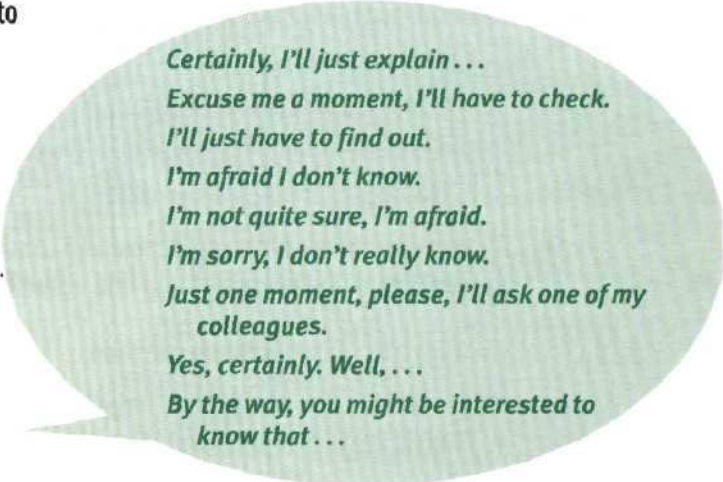 to
Certainly, I'll just explain . . .
Excuse me a moment, I'll have to check.
I'll just have to find out.
I'm afraid I don't know.
I'm not quite sure, I'm afraid.
I'm sorry, I don't really know.
Just one moment, please, I'll ask one of my
colleagues.
Yes, certainly. Well, . . .
By the way, you might be interested to
know that . . .